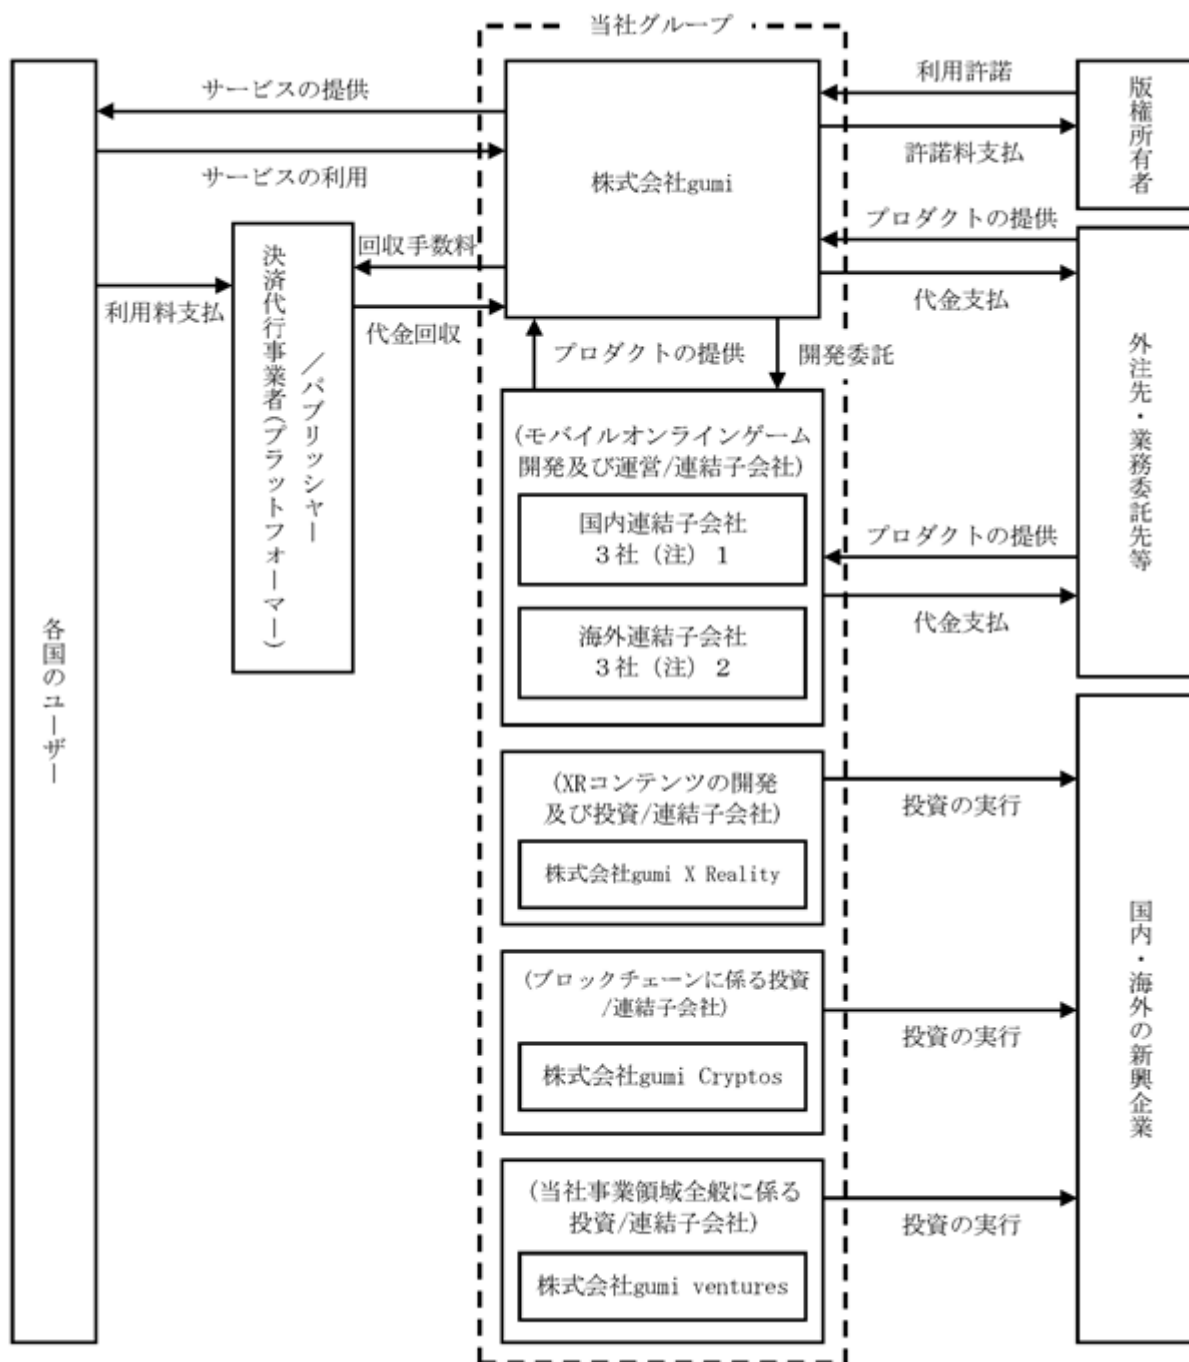 当社グループ
サービスの提供
サービスの利用
株式会社gumi
利用許諾
許諾料支払
版権所有者
プロダクトの提供
代金支払
回収手数料
代金回収
利用料支払
決済代行事業者(プラットフォーマー)
/パブリッシャー
プロダクトの提供
開発委託
外注先・業務委託先等
(モバイルオンラインゲーム
開発及び運営/連結子会社)
国内連結子会社
3社(注)1
海外連結子会社
3社(注)2
プロダクトの提供
代金支払
各国のユーザー
(XRコンテンツの開発
及び投資/連結子会社)
株式会社gumi X Reality
投資の実行
(ブロックチェーンに係る投資
/連結子会社)
株式会社gumi Cryptos
投資の実行
国内・海外の新興企業
(当社事業領域全般に係る
投資/連結子会社)
株式会社gumi ventures
投資の実行